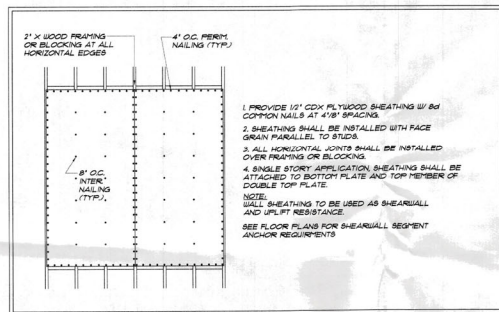 2" X WOOD FRAMING
OR BLOCKING AT ALL
HORIZONTAL EDGES
4" O.C. PERIM.
NAILING (TYP.)
8" O.C.
INTER.
NAILING
(TYP.)
1. PROVIDE 1/2" CDX PLYWOOD SHEATHING W/ 8d
COMMON NAILS AT 4"/8" SPACING.
2. SHEATHING SHALL BE INSTALLED WITH FACE
GRAIN PARALLEL TO STUDS.
3. ALL HORIZONTAL JOINTS SHALL BE INSTALLED
OVER FRAMING OR BLOCKING.
4. SINGLE STORY APPLICATION, SHEATHING SHALL BE
ATTACHED TO BOTTOM PLATE AND TOP MEMBER OF
DOUBLE TOP PLATE.
NOTE:
WALL SHEATHING TO BE USED AS SHEARWALL
AND UPLIFT RESISTANCE.
SEE FLOOR PLANS FOR SHEARWALL SEGMENT
ANCHOR REQUIRMENTS